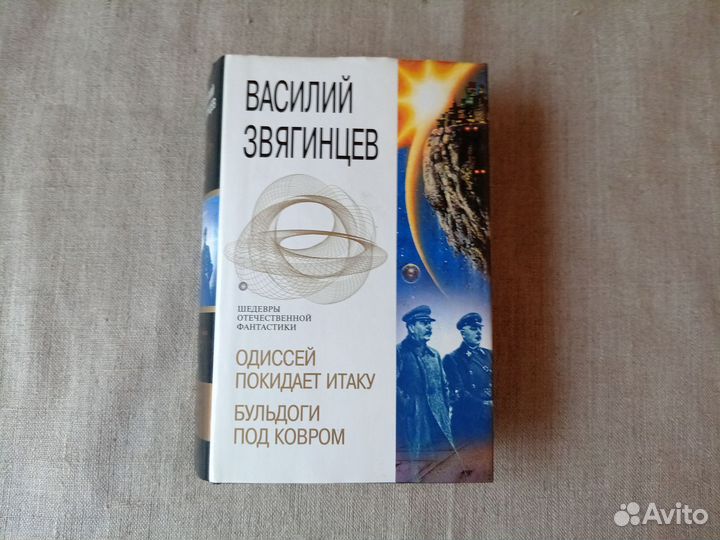 ВАСИЛИЙ
ЗВЯГИНЦЕВ
ШЕДЕВРЫ
ОТЕЧЕСТВЕННОЙ
ФАНТАСТИКИ
ОДИССЕЙ
ПОКИДАЕТ ИТАКУ
БУЛЬДОГИ
ПОД КОВРОМ
Avito